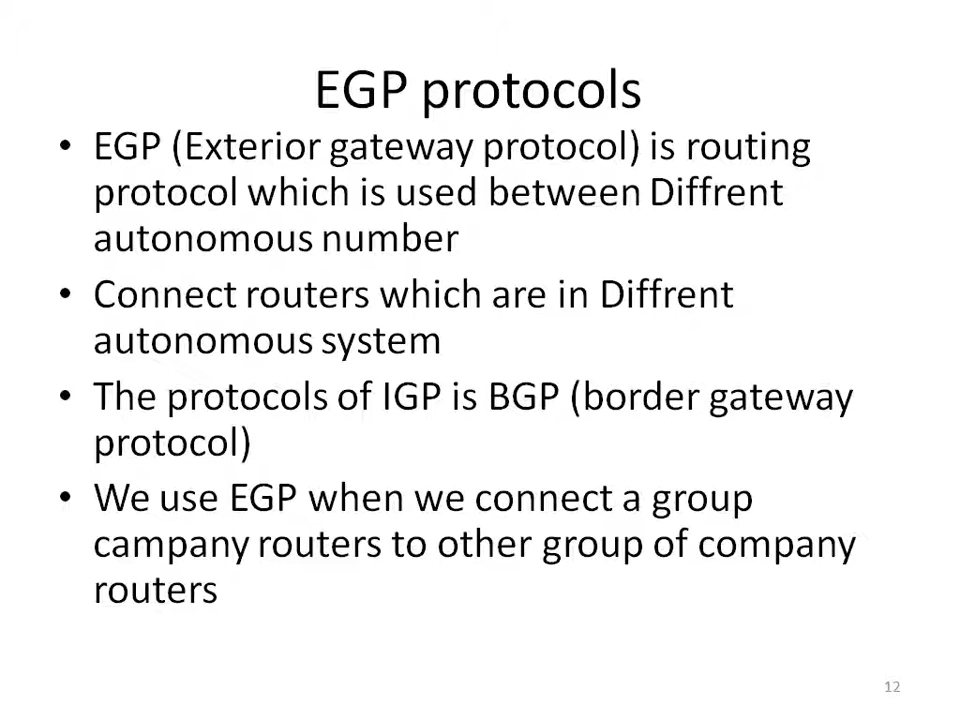 EGP protocols
• EGP (Exterior gateway protocol) is routing
protocol which is used between Diffrent
autonomous number
• Connect routers which are in Diffrent
autonomous system
• The protocols of IGP is BGP (border gateway
protocol)
• We use EGP when we connect a group
campany routers to other group of company
routers
12